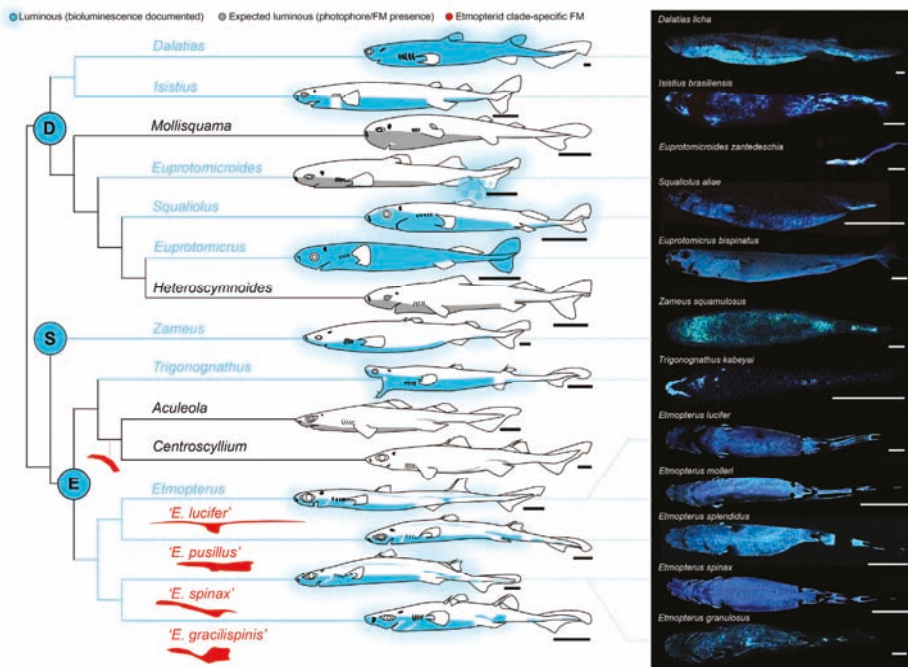 Luminous (bioluminescence documented)
Expected luminous (photophore/FM presence)
Etmopterid clade-specific FM
Dalatias
Isistius
D
Mollisquama
Euprotomicroides
Squaliolus
Euprotomicrus
Heteroscymnoides
S
Zameus
Trigonognathus
Aculeola
Centroscyllium
E
Etmopterus
'E. lucifer'
'E. pusillus'
'E. spinax'
'E. gracilispinis'
Dalatias licha
Isistius brasiliensis
Euprotomicroides zantedeschia
Squaliolus aliae
Euprotomicrus bispinatus
Zameus squamulosus
Trigonognathus kabeyai
Etmopterus lucifer
Etmopterus molleri
Etmopterus splendidus
Etmopterus spinax
Etmopterus granulosus